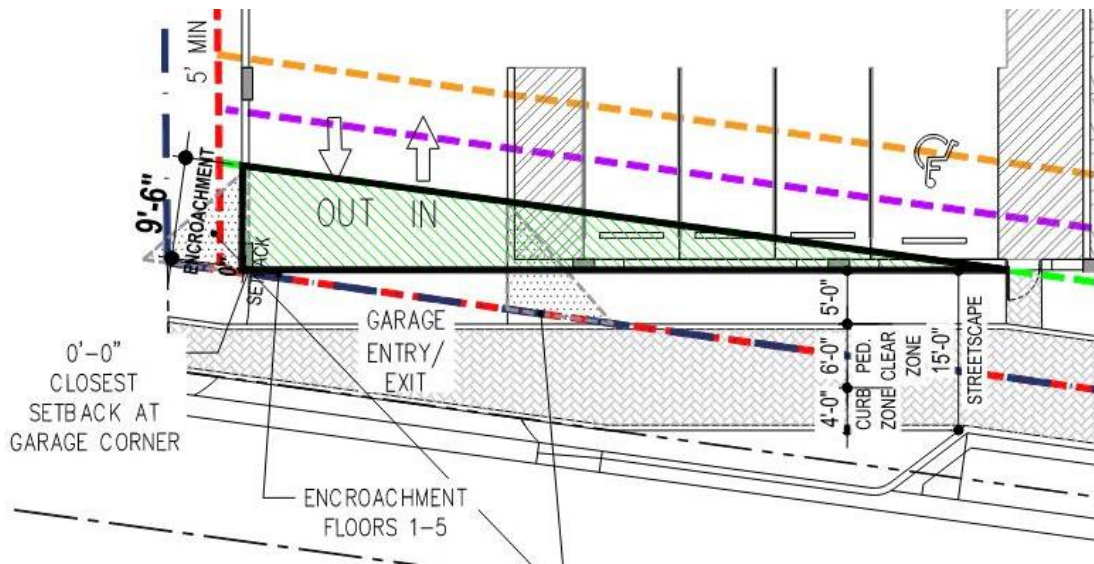 5' MIN
9'-6"
ENCROACHMENT
0"
SETBACK
OUT IN
GARAGE
ENTRY/
EXIT
0'-0"
CLOSEST
SETBACK AT
GARAGE CORNER
ENCROACHMENT
FLOORS 1-5
5'-0"
6'-0"
PED.
CLEAR
ZONE
4'-0"
CURB
ZONE
15'-0"
STREETSCAPE